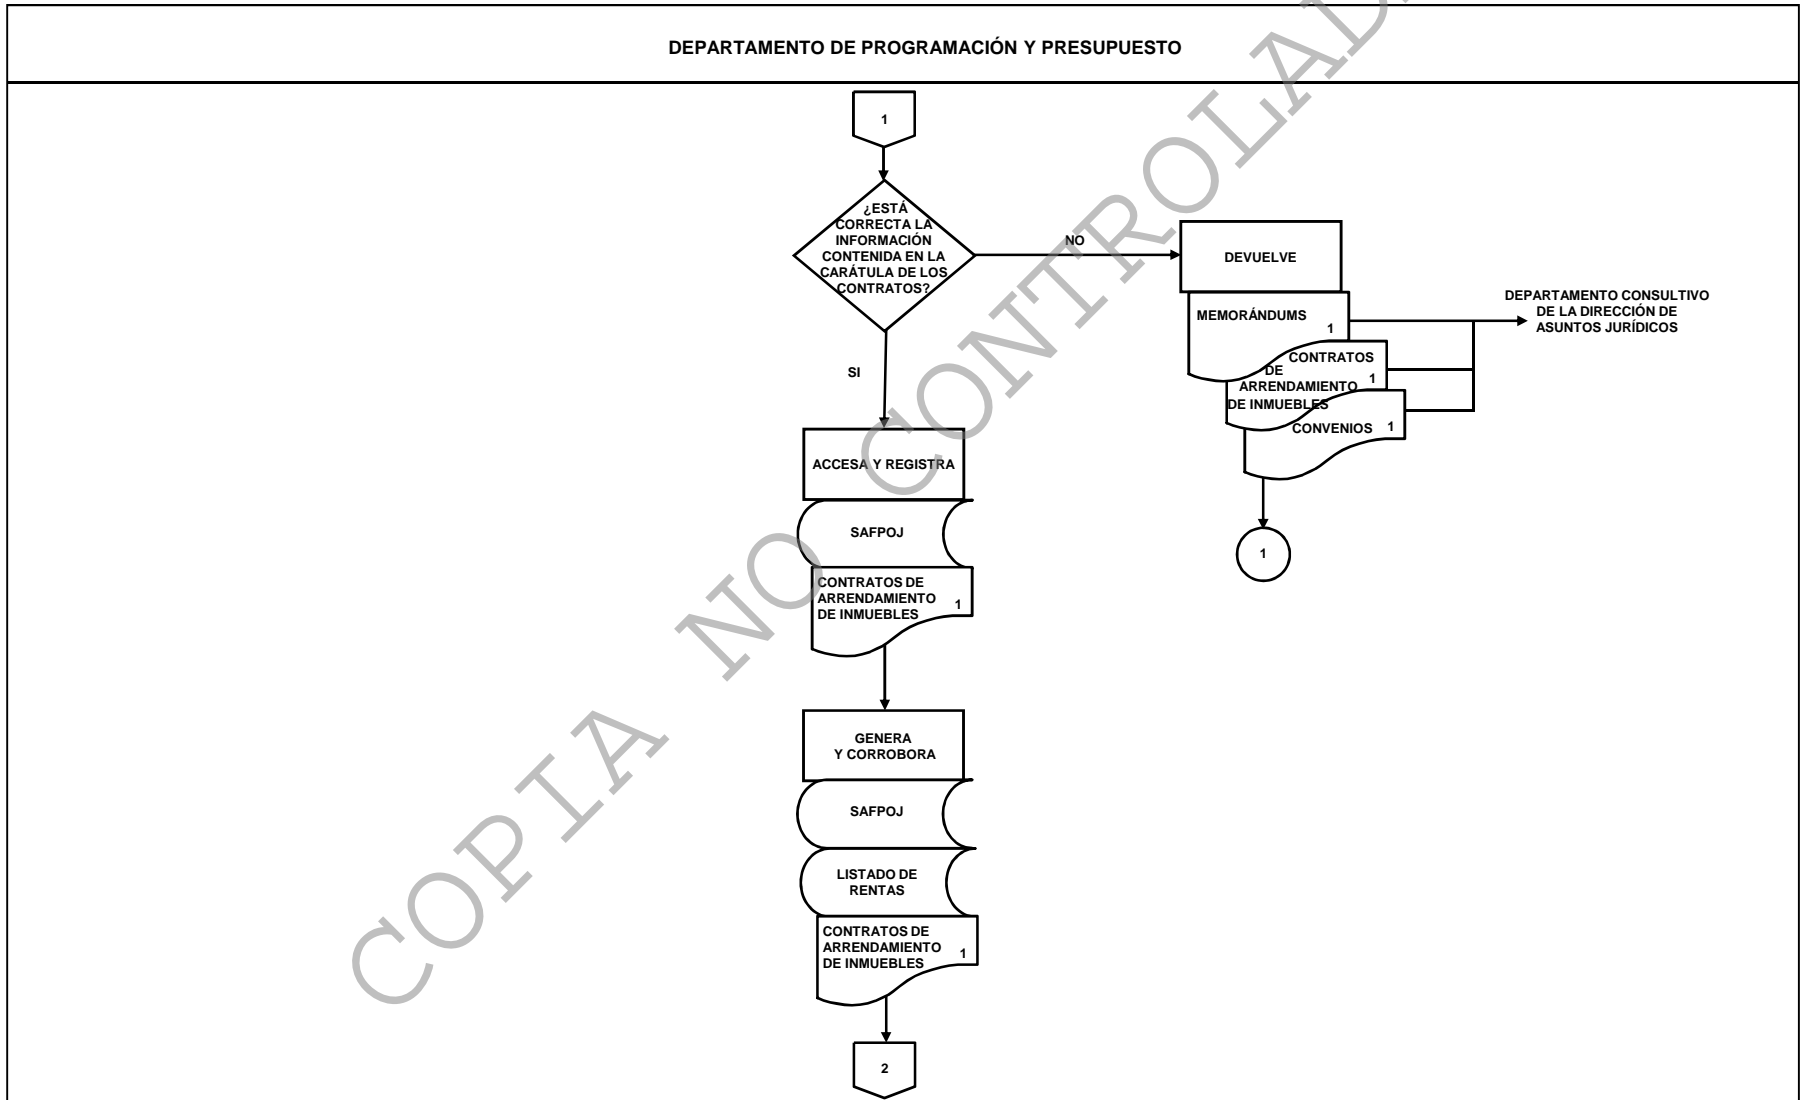 DEPARTAMENTO DE PROGRAMACIÓN Y PRESUPUESTO
1
¿ESTÁ
CORRECTA LA
INFORMACIÓN
CONTENIDA EN LA
CARÁTULA DE LOS
CONTRATOS?
NO
DEVUELVE
MEMORÁNDUMS
1
DEPARTAMENTO CONSULTIVO
DE LA DIRECCIÓN DE
ASUNTOS JURÍDICOS
CONTRATOS
DE
ARRENDAMIENTO 1
DE INMUEBLES
CONVENIOS 1
1
SI
ACCESA Y REGISTRA
SAFPOJ
CONTRATOS DE
ARRENDAMIENTO 1
DE INMUEBLES
GENERA
Y CORROBORA
SAFPOJ
LISTADO DE
RENTAS
CONTRATOS DE
ARRENDAMIENTO 1
DE INMUEBLES
2
COPIA NO CONTROLAD